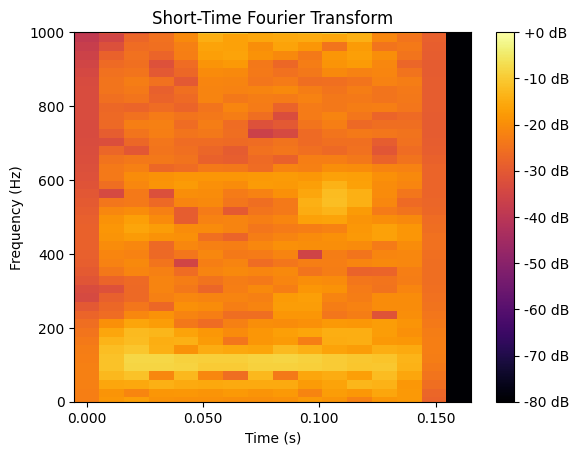 Short-Time Fourier Transform
1000
800
600
400
200
0
Frequency (Hz)
0.000
0.050
0.100
0.150
Time (s)
+0 dB
-10 dB
-20 dB
-30 dB
-40 dB
-50 dB
-60 dB
-70 dB
-80 dB